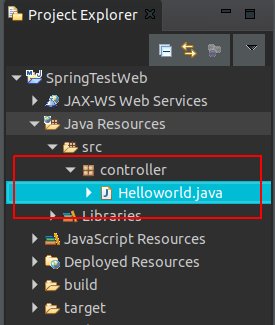 Project Explorer
SpringTestWeb
JAX-WS Web Services
Java Resources
src
controller
Helloworld.java
Libraries
JavaScript Resources
Deployed Resources
build
target